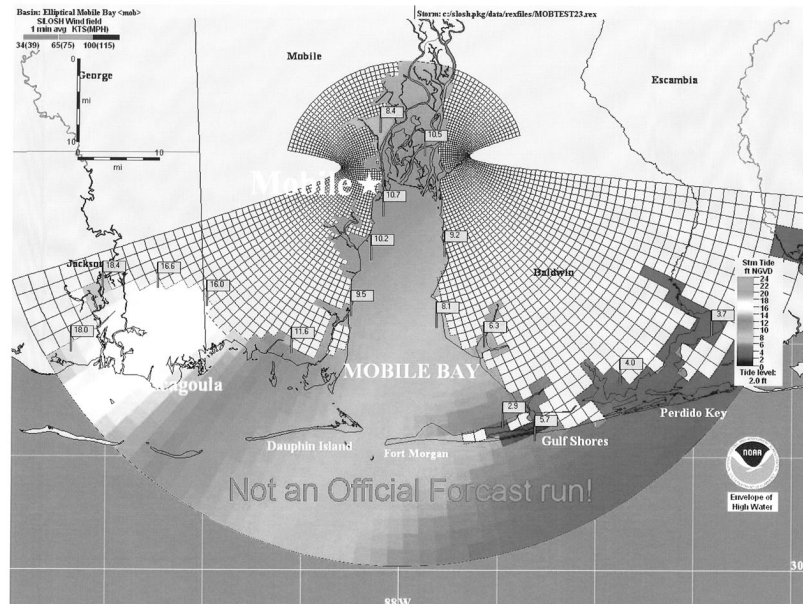 Basin: Elliptical Mobile Bay <mob>
SLOSH Wind field
1 min avg KTS(MPH)
34(39) 65(75) 100(115)
Storm: c:/slosh.pkg/data/rexfiles/MOBTEST23.rex
George
0
mi
10
0 10
mi
Mobile
Escambia
8.4
10.5
Mobile
10.7
10.2
9.2
Jackson
18.4
16.6
16.0
Baldwin
9.5
8.1
18.0
11.6
6.3
3.7
Stm Tide
ft NGVD
24
22
20
18
16
14
12
10
8
6
4
2
0
Tide level:
2.0 ft
MOBILE BAY
4.0
2.9
5.7
Perdido Key
Dauphin Island
Fort Morgan
Gulf Shores
Not an Official Forcast run!
NOAA
Envelope of
High Water
30
88W